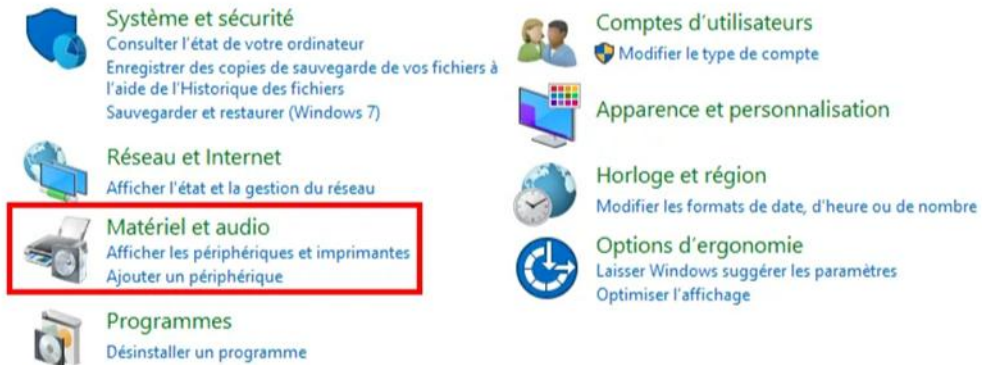 Système et sécurité
Consulter l'état de votre ordinateur
Enregistrer des copies de sauvegarde de vos fichiers à
l'aide de l'Historique des fichiers
Sauvegarder et restaurer (Windows 7)
Réseau et Internet
Afficher l'état et la gestion du réseau
Matériel et audio
Afficher les périphériques et imprimantes
Ajouter un périphérique
Programmes
Désinstaller un programme
Comptes d'utilisateurs
Modifier le type de compte
Apparence et personnalisation
Horloge et région
Modifier les formats de date, d'heure ou de nombre
Options d'ergonomie
Laisser Windows suggérer les paramètres
Optimiser l'affichage